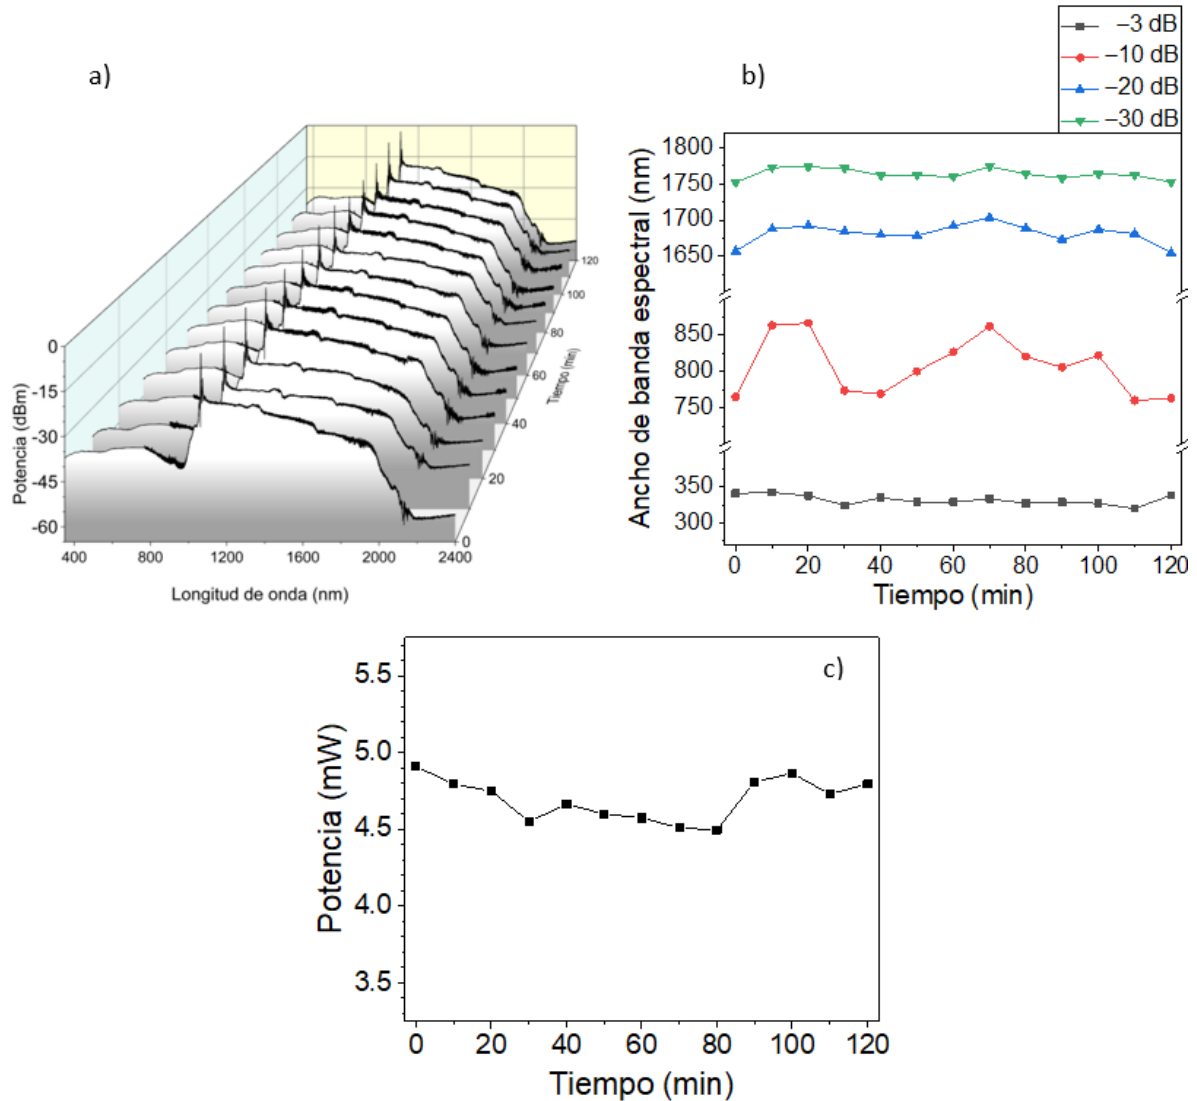 a)
0
-15
-30
-45
-60
Potencia (dBm)
400
800
1200
1600
2000
2400
Longitud de onda (nm)
0
20
40
60
80
100
120
Tiempo (min)
b)
–3 dB
–10 dB
–20 dB
–30 dB
1800
1750
1700
1650
850
800
750
350
300
Ancho de banda espectral (nm)
0 20 40 60 80 100 120
Tiempo (min)
c)
5.5
5.0
4.5
4.0
3.5
Potencia (mW)
0 20 40 60 80 100 120
Tiempo (min)